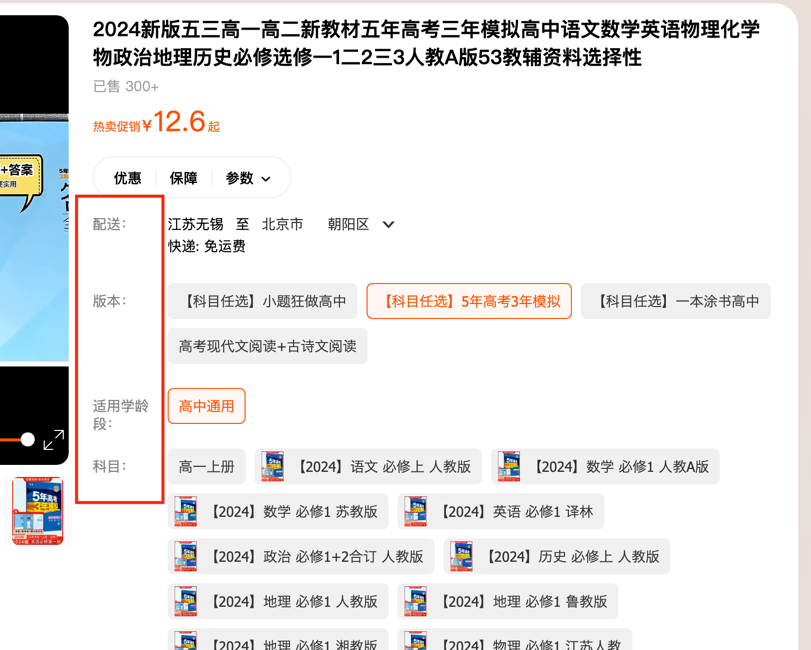 2024新版五三高一高二新教材五年高考三年模拟高中语文数学英语物理化学
物政治地理历史必修选修一1二2三3人教A版53教辅资料选择性
已售 300+
热卖促销¥12.6起
+答案
实用
优惠 保障 参数
配送： 江苏无锡 至 北京市 朝阳区
快递: 免运费
版本： 【科目任选】小题狂做高中 【科目任选】5年高考3年模拟 【科目任选】一本涂书高中
高考现代文阅读+古诗文阅读
适用学龄
段： 高中通用
科目： 高一上册 【2024】语文 必修上 人教版 【2024】数学 必修1 人教A版
【2024】数学 必修1 苏教版 【2024】英语 必修1 译林
【2024】政治 必修1+2合订 人教版 【2024】历史 必修上 人教版
【2024】地理 必修1 人教版 【2024】地理 必修1 鲁教版
【2024】地理 必修1 湘教版 【2024】物理 必修1 江苏人教
5年高考